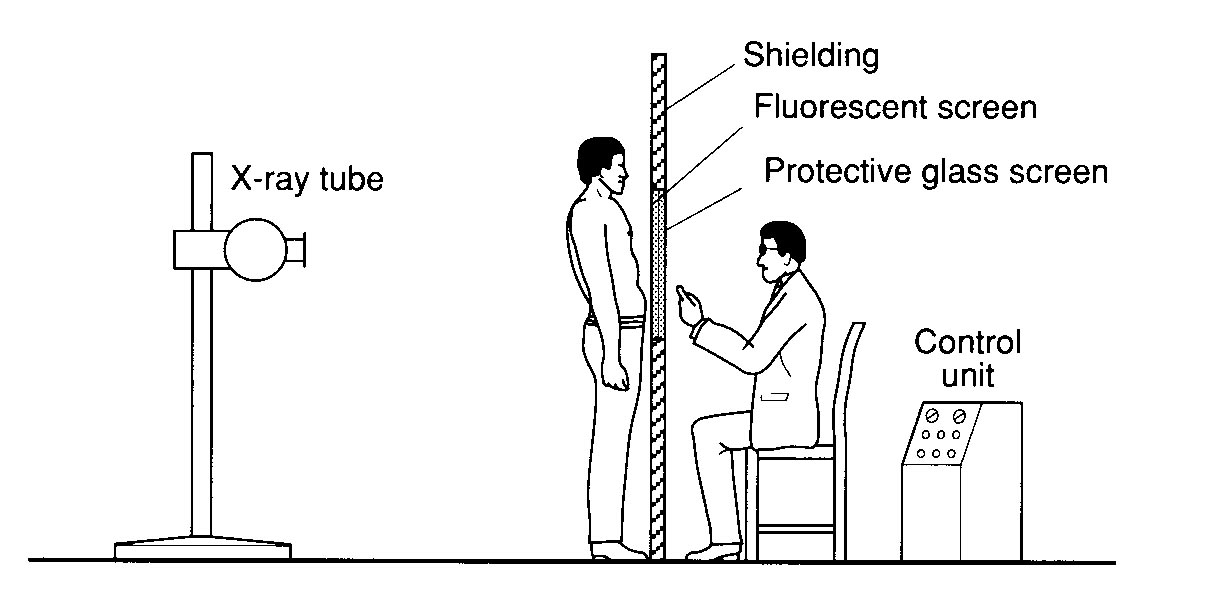 Shielding
Fluorescent screen
Protective glass screen
X-ray tube
Control
unit